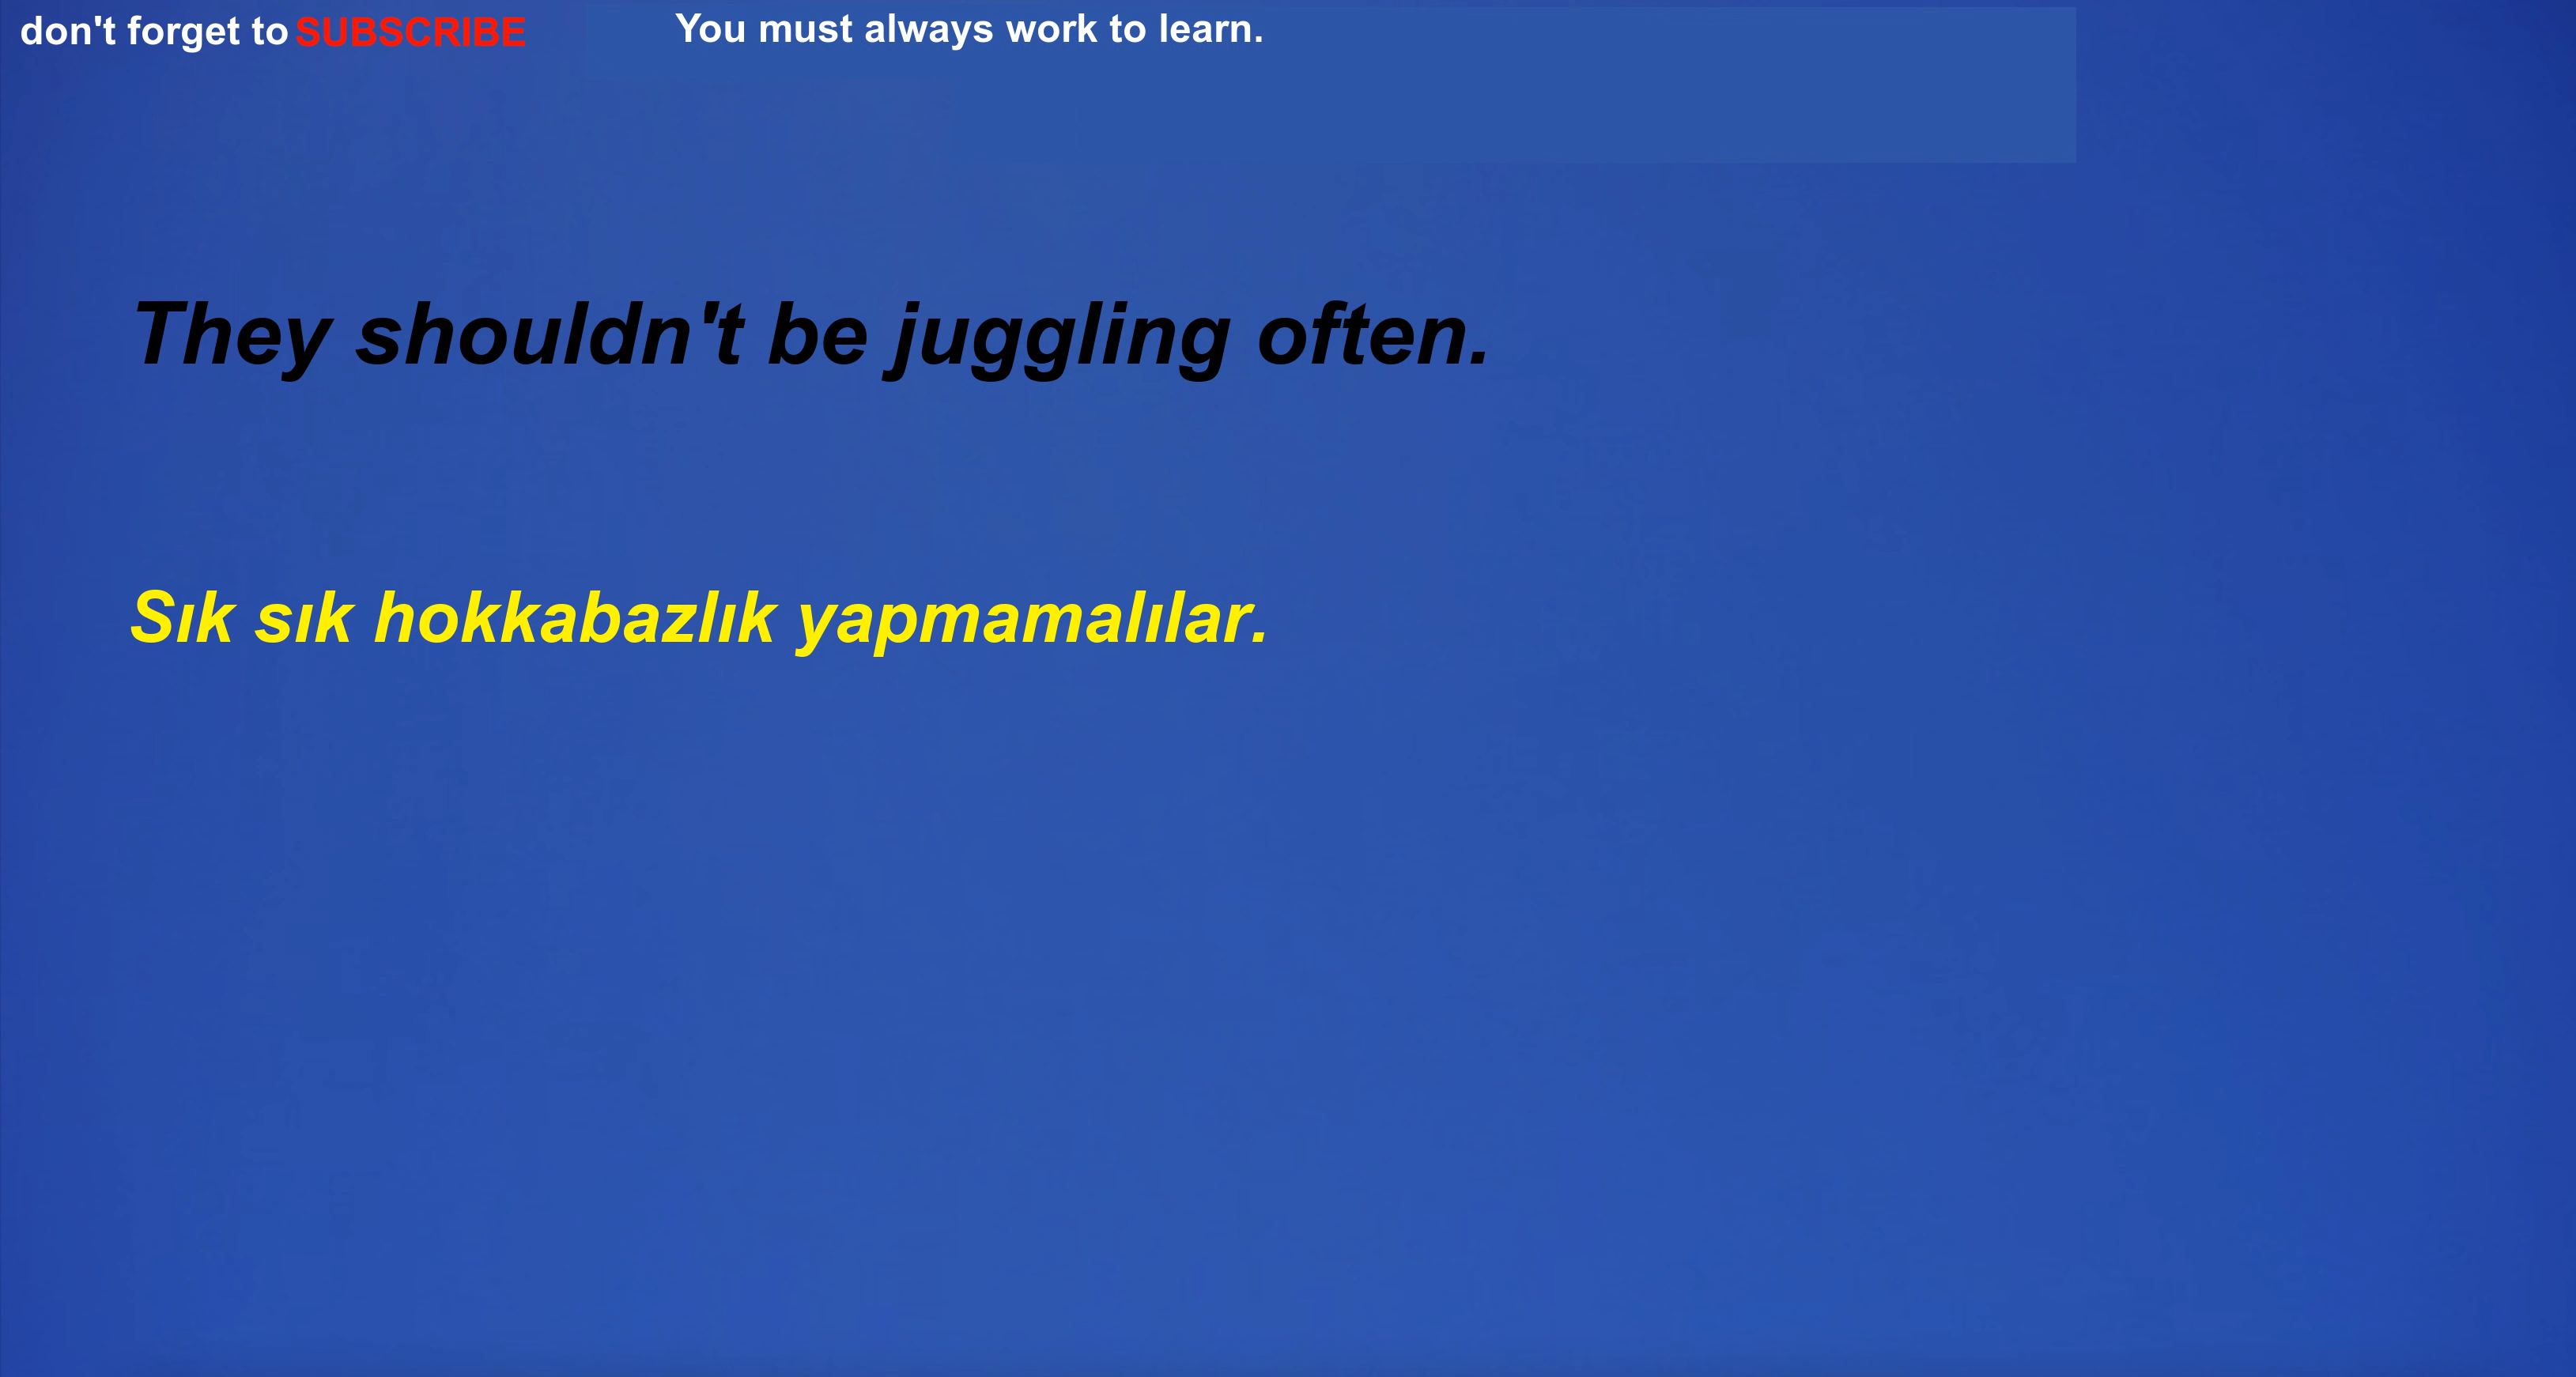 don't forget to SUBSCRIBE You must always work to learn.
They shouldn't be juggling often.
Sık sık hokkabazlık yapmamalılar.